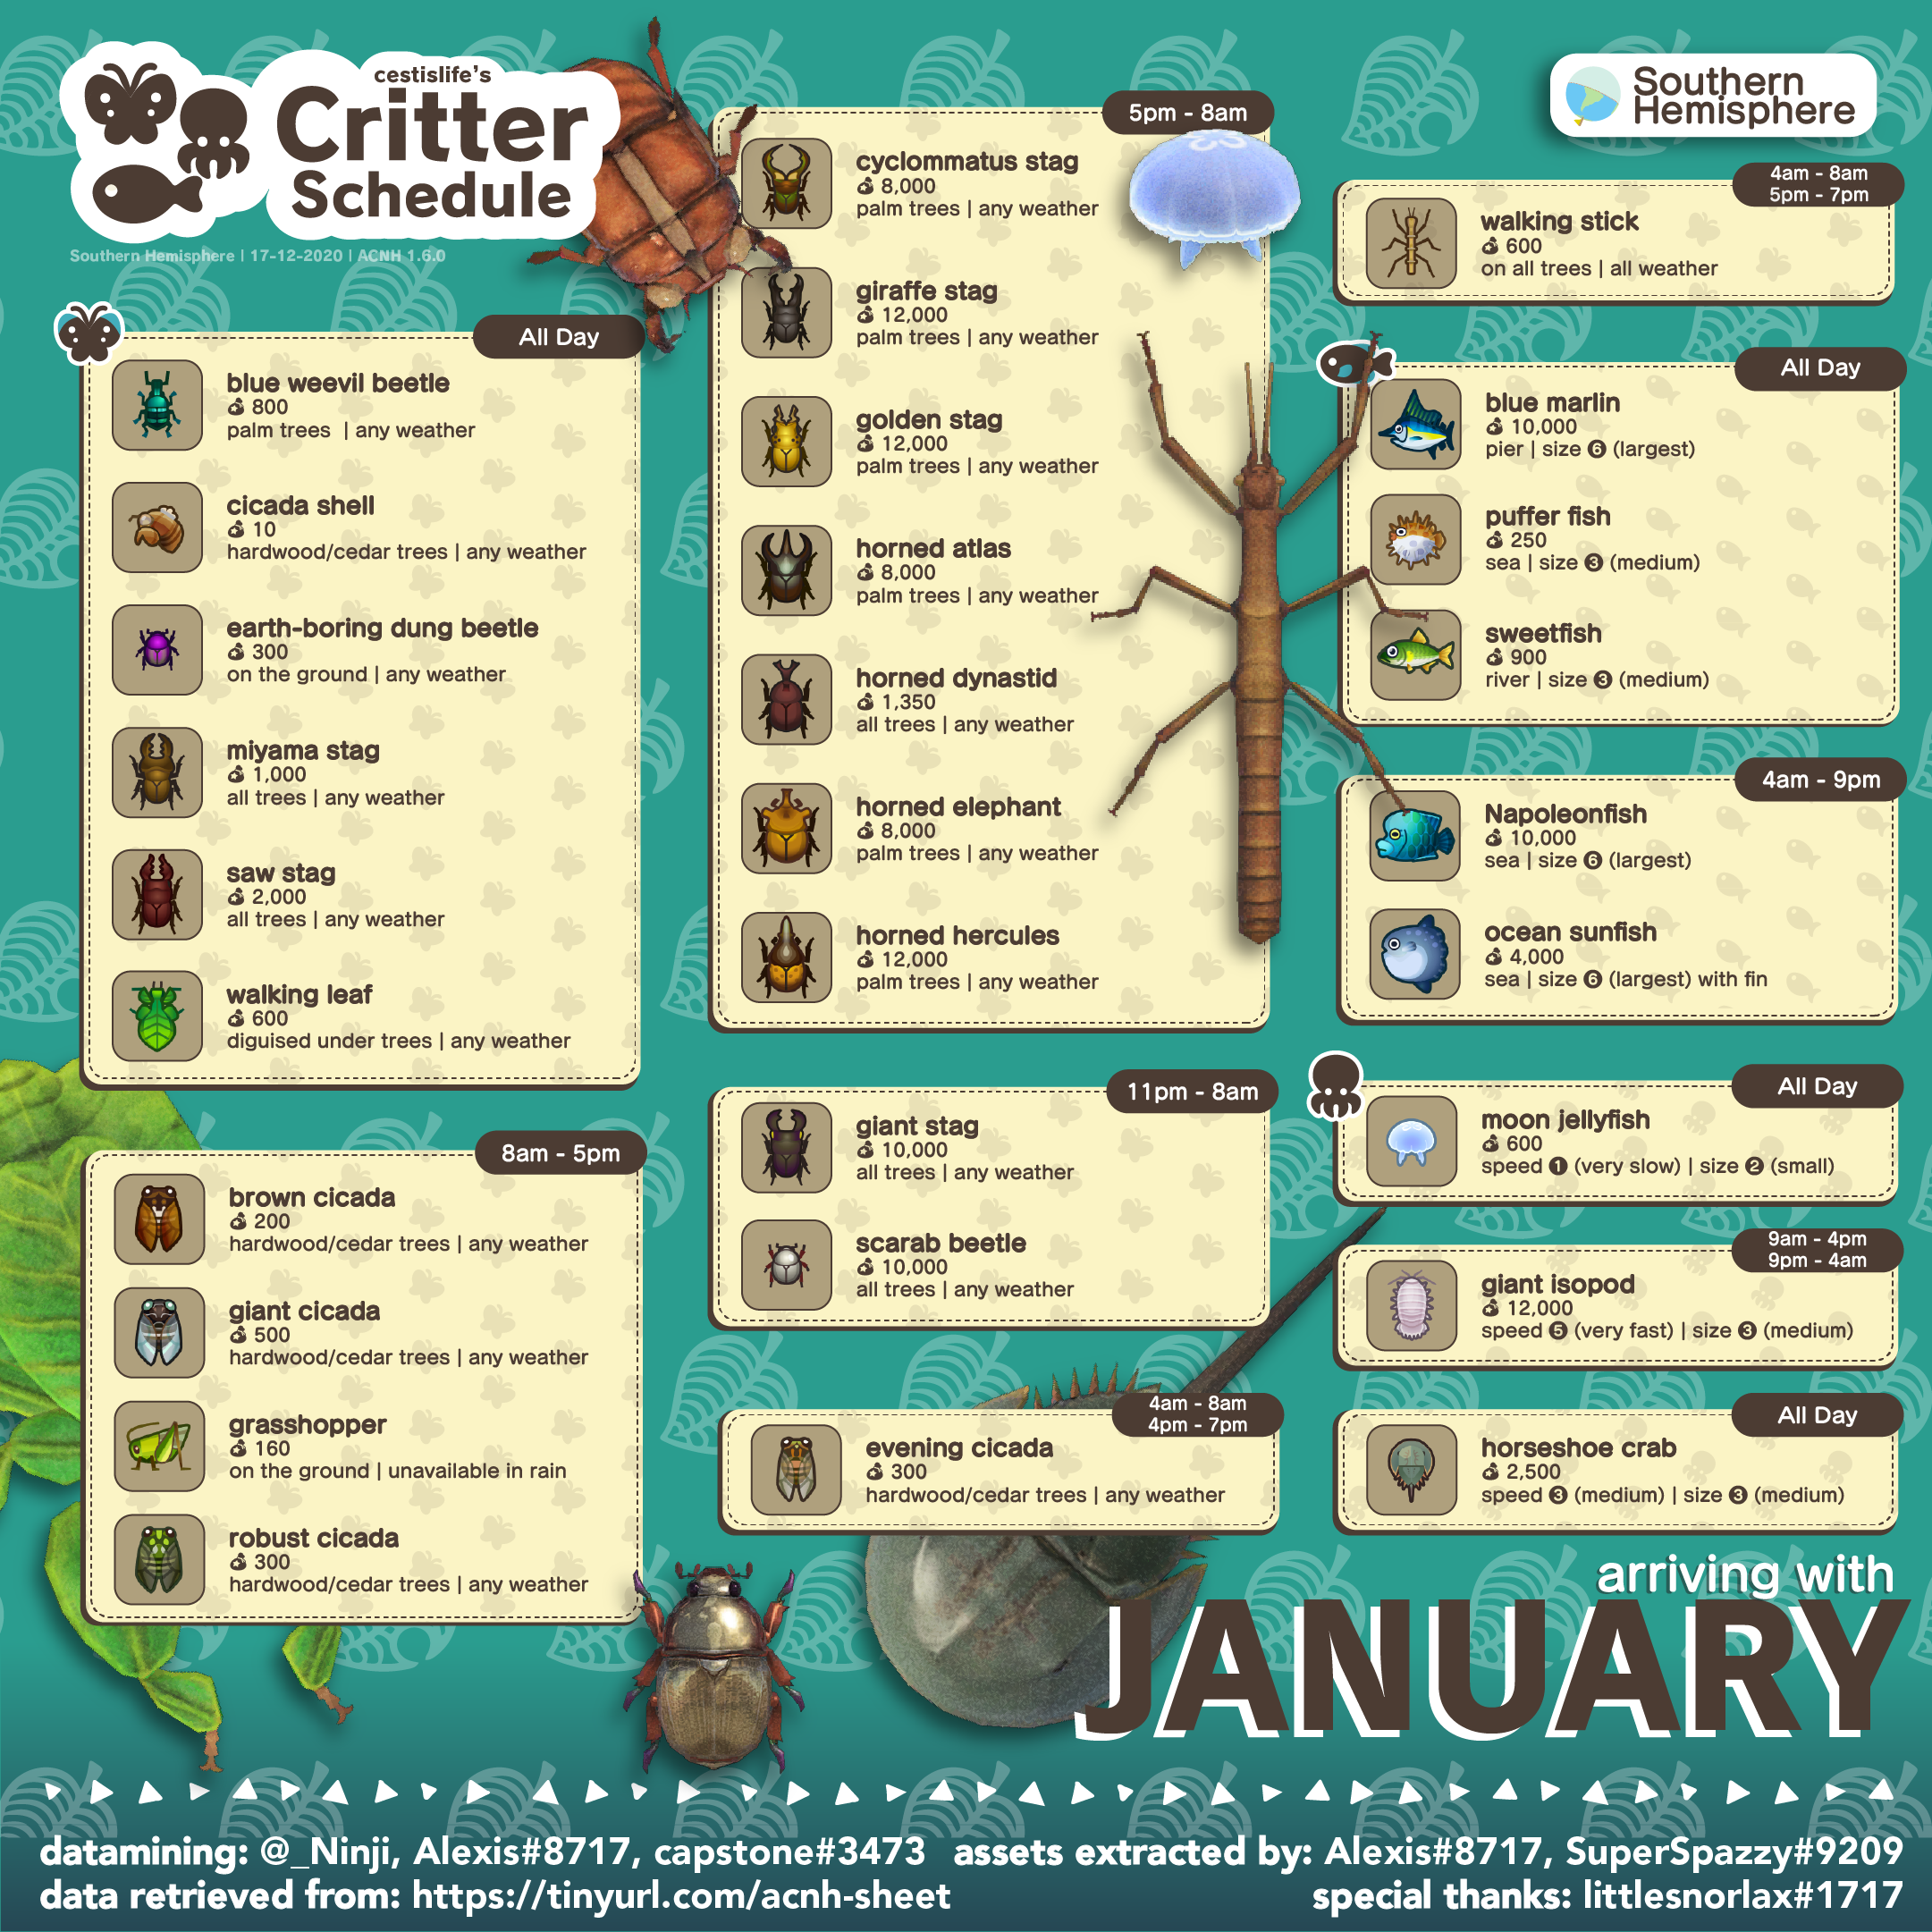 cestislife's
Critter
Schedule
Southern Hemisphere | 17-12-2020 | ACNH 1.6.0
Southern
Hemisphere
All Day
blue weevil beetle
800
palm trees | any weather
cicada shell
10
hardwood/cedar trees | any weather
earth-boring dung beetle
300
on the ground | any weather
miyama stag
1,000
all trees | any weather
saw stag
2,000
all trees | any weather
walking leaf
600
diguised under trees | any weather
8am - 5pm
brown cicada
200
hardwood/cedar trees | any weather
giant cicada
500
hardwood/cedar trees | any weather
grasshopper
160
on the ground | unavailable in rain
robust cicada
300
hardwood/cedar trees | any weather
5pm - 8am
cyclommatus stag
8,000
palm trees | any weather
giraffe stag
12,000
palm trees | any weather
golden stag
12,000
palm trees | any weather
horned atlas
8,000
palm trees | any weather
horned dynastid
1,350
all trees | any weather
horned elephant
8,000
palm trees | any weather
horned hercules
12,000
palm trees | any weather
11pm - 8am
giant stag
10,000
all trees | any weather
scarab beetle
10,000
all trees | any weather
4am - 8am
4pm - 7pm
evening cicada
300
hardwood/cedar trees | any weather
4am - 8am
5pm - 7pm
walking stick
600
on all trees | all weather
All Day
blue marlin
10,000
pier | size 6 (largest)
puffer fish
250
sea | size 3 (medium)
sweetfish
900
river | size 3 (medium)
4am - 9pm
Napoleonfish
10,000
sea | size 6 (largest)
ocean sunfish
4,000
sea | size 6 (largest) with fin
All Day
moon jellyfish
600
speed 1 (very slow) | size 2 (small)
9am - 4pm
9pm - 4am
giant isopod
12,000
speed 5 (very fast) | size 3 (medium)
All Day
horseshoe crab
2,500
speed 3 (medium) | size 3 (medium)
arriving with
JANUARY
datamining: @_Ninji, Alexis#8717, capstone#3473
assets extracted by: Alexis#8717, SuperSpazzy#9209
data retrieved from: https://tinyurl.com/acnh-sheet
special thanks: littlesnorlax#1717